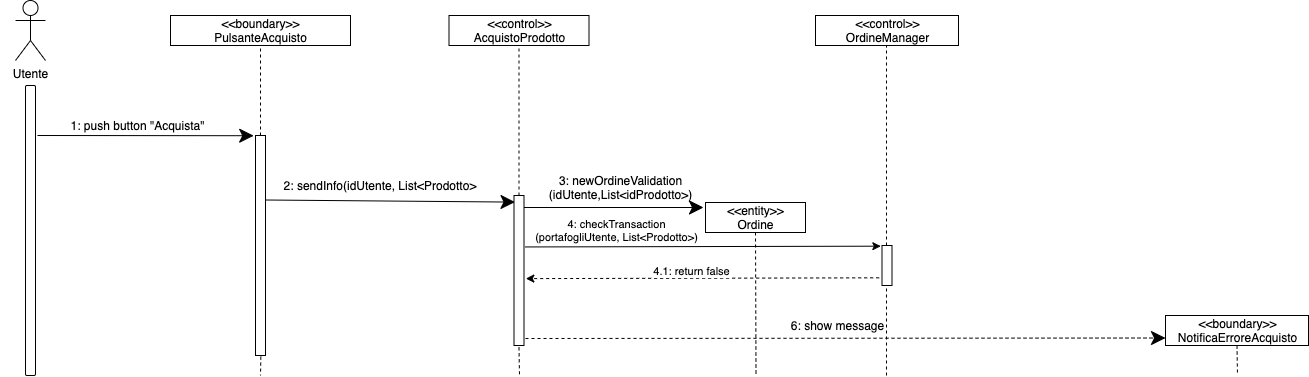 <<boundary>>
PulsanteAcquisto
<<control>>
AcquistoProdotto
<<control>>
OrdineManager
Utente
1: push button "Acquista"
2: sendInfo(idUtente, List<Prodotto>
3: newOrdineValidation
(idUtente,List<idProdotto>)
<<entity>>
Ordine
4: checkTransaction
(portafogliUtente, List<Prodotto>)
4.1: return false
6: show message
<<boundary>>
NotificaErroreAcquisto